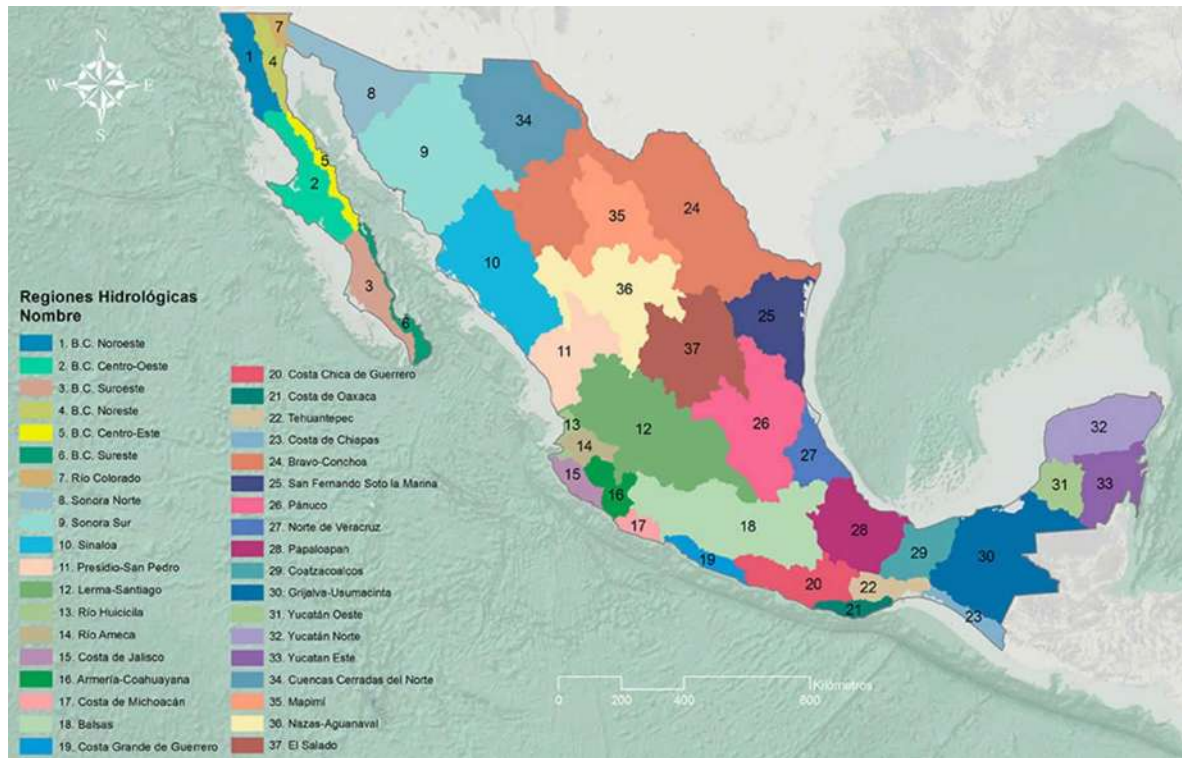 N
W
E
S
Regiones Hidrológicas
Nombre
1. B.C. Noroeste
2. B.C. Centro-Oeste
3. B.C. Suroeste
4. B.C. Noreste
5. B.C. Centro-Este
6. B.C. Sureste
7. Río Colorado
8. Sonora Norte
9. Sonora Sur
10. Sinaloa
11. Presidio-San Pedro
12. Lerma-Santiago
13. Río Huicicila
14. Río Ameca
15. Costa de Jalisco
16. Armería-Coahuayana
17. Costa de Michoacán
18. Balsas
19. Costa Grande de Guerrero
20. Costa Chica de Guerrero
21. Costa de Oaxaca
22. Tehuantepec
23. Costa de Chiapas
24. Bravo-Conchoa
25. San Fernando Soto la Marina
26. Pánuco
27. Norte de Veracruz
28. Papaloapan
29. Coatzacoalcos
30. Grijalva-Usumacinta
31. Yucatán Oeste
32. Yucatán Norte
33. Yucatan Este
34. Cuencas Cerradas del Norte
35. Mapimí
36. Nazas-Aguanaval
37. El Salado
1
7
4
8
34
9
5
2
35
24
10
36
3
6
25
11
37
13
12
26
14
27
15
16
17
18
28
19
29
30
20
22
21
23
31
32
33
Kilómetros
0
200
400
800